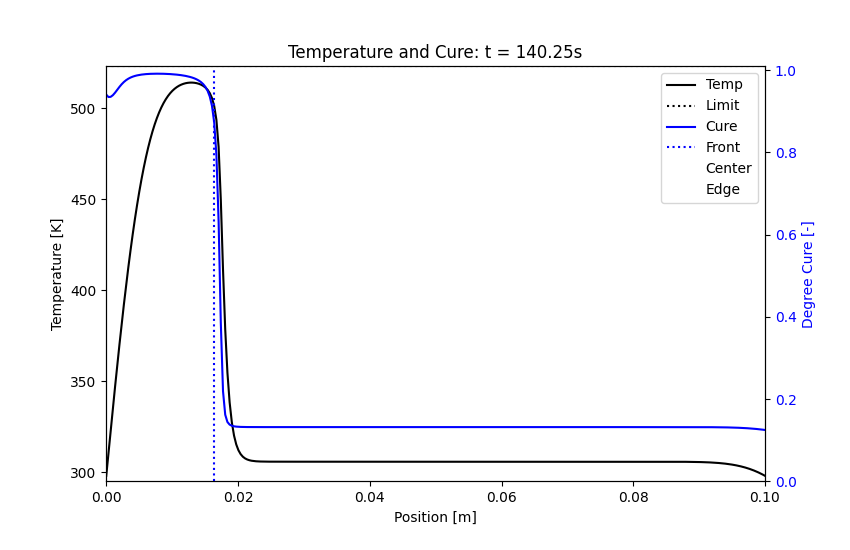 Temperature and Cure: t = 140.25s
Temp
Limit
Cure
Front
Center
Edge
Temperature [K]
500
450
400
350
300
Degree Cure [-]
1.0
0.8
0.6
0.4
0.2
0.0
0.00
0.02
0.04
0.06
0.08
0.10
Position [m]